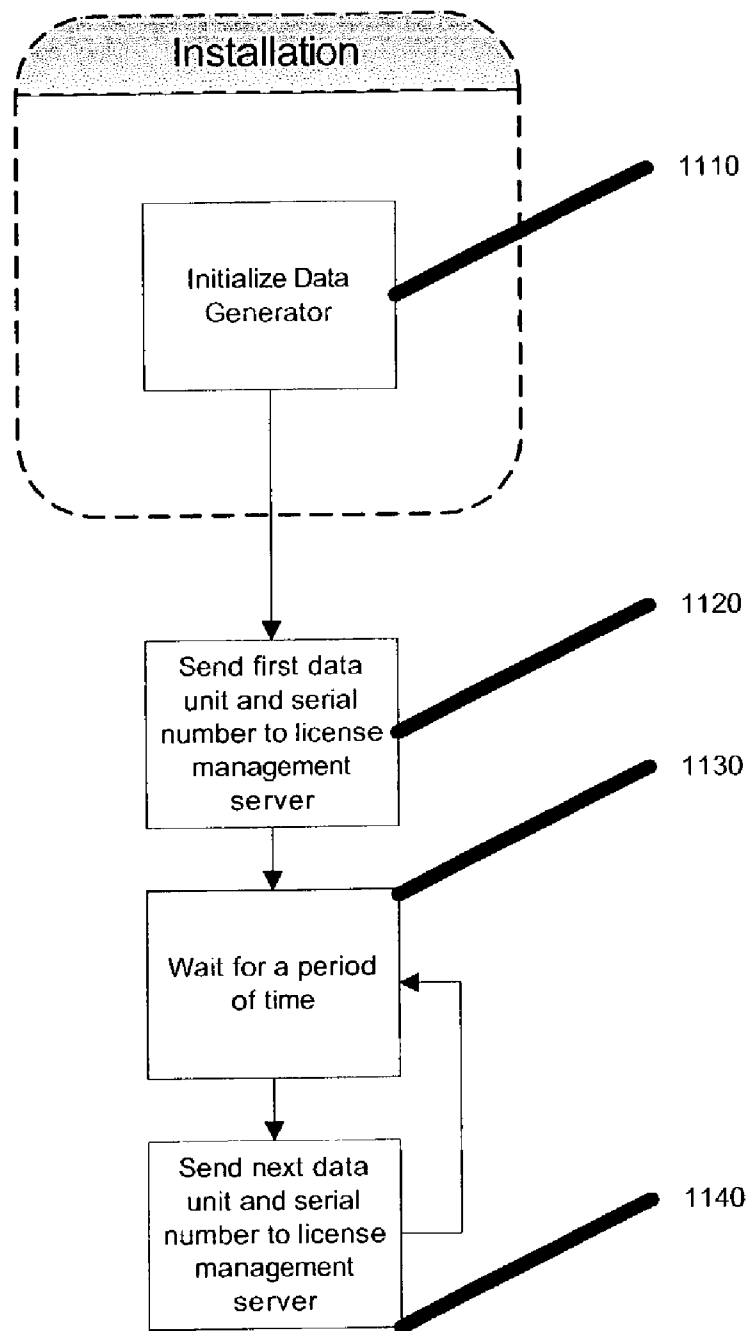 Installation
1110
Initialize Data
Generator
1120
Send first data
unit and serial
number to license
management
server
1130
Wait for a period
of time
1140
Send next data
unit and serial
number to license
management
server